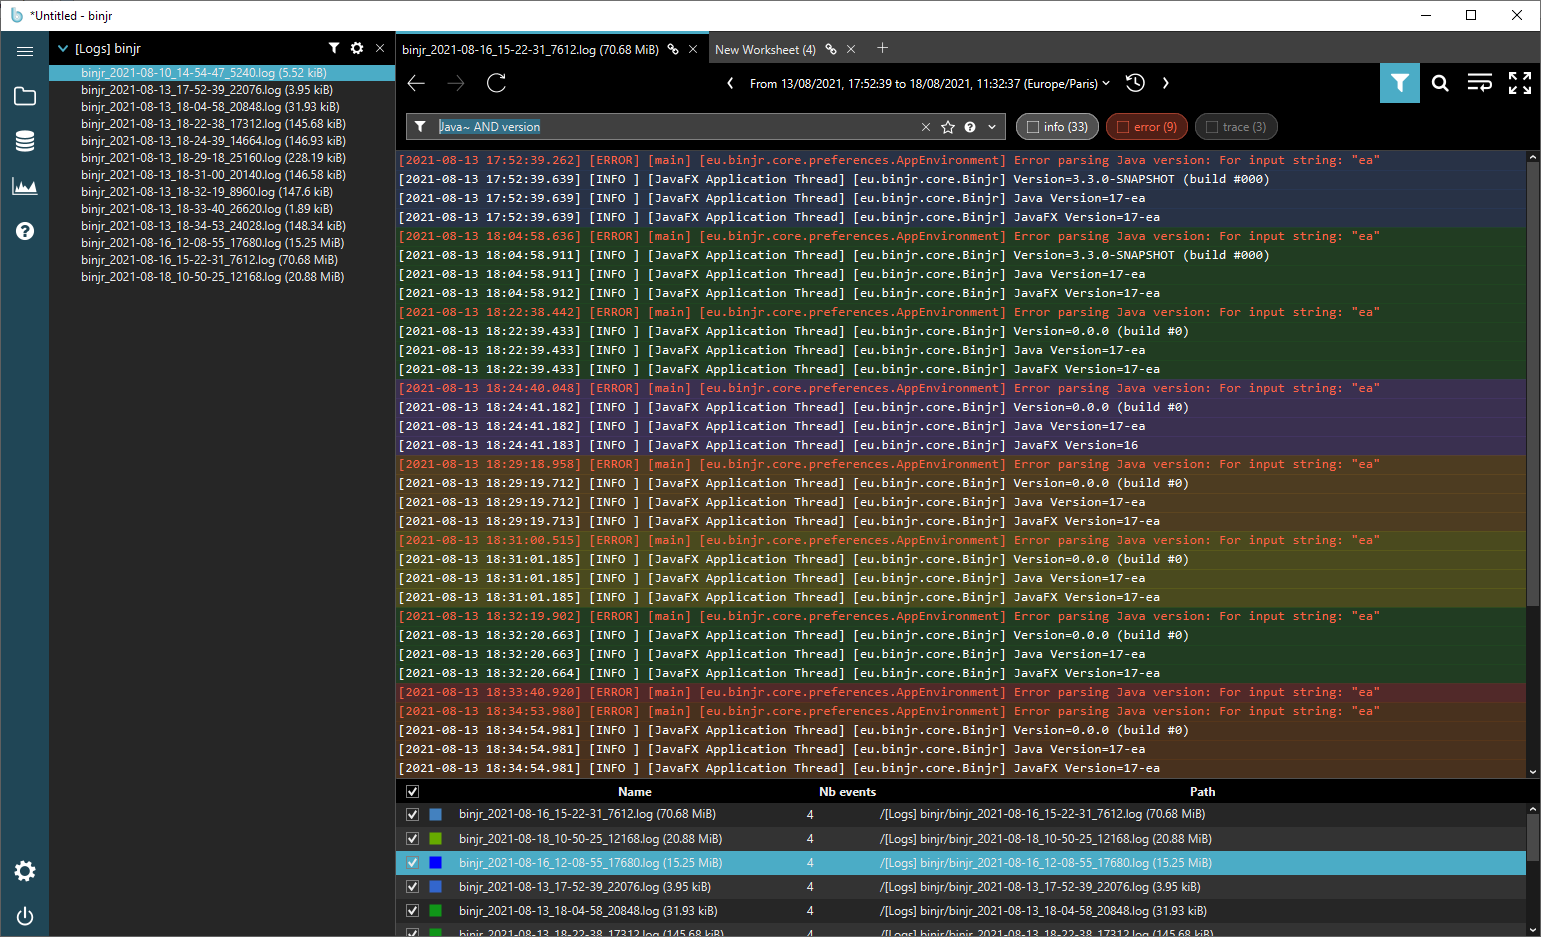 *Untitled - binjr
[Logs] binjr
binjr_2021-08-10_14-54-47_5240.log (5.52 kiB)
binjr_2021-08-13_17-52-39_22076.log (3.95 kiB)
binjr_2021-08-13_18-04-58_20848.log (31.93 kiB)
binjr_2021-08-13_18-22-38_17312.log (145.68 kiB)
binjr_2021-08-13_18-24-39_14664.log (146.93 kiB)
binjr_2021-08-13_18-29-18_25160.log (228.19 kiB)
binjr_2021-08-13_18-31-00_20140.log (146.58 kiB)
binjr_2021-08-13_18-32-19_8960.log (147.6 kiB)
binjr_2021-08-13_18-33-40_26620.log (1.89 kiB)
binjr_2021-08-13_18-34-53_24028.log (148.34 kiB)
binjr_2021-08-16_12-08-55_17680.log (15.25 MiB)
binjr_2021-08-16_15-22-31_7612.log (70.68 MiB)
binjr_2021-08-18_10-50-25_12168.log (20.88 MiB)
binjr_2021-08-16_15-22-31_7612.log (70.68 MiB) New Worksheet (4)
From 13/08/2021, 17:52:39 to 18/08/2021, 11:32:37 (Europe/Paris)
Java~ AND version info (33) error (9) trace (3)
[2021-08-13 17:52:39.262] [ERROR] [main] [eu.binjr.core.preferences.AppEnvironment] Error parsing Java version: For input string: "ea"
[2021-08-13 17:52:39.639] [INFO ] [JavaFX Application Thread] [eu.binjr.core.Binjr] Version=3.3.0-SNAPSHOT (build #000)
[2021-08-13 17:52:39.639] [INFO ] [JavaFX Application Thread] [eu.binjr.core.Binjr] Java Version=17-ea
[2021-08-13 17:52:39.639] [INFO ] [JavaFX Application Thread] [eu.binjr.core.Binjr] JavaFX Version=17-ea
[2021-08-13 18:04:58.636] [ERROR] [main] [eu.binjr.core.preferences.AppEnvironment] Error parsing Java version: For input string: "ea"
[2021-08-13 18:04:58.911] [INFO ] [JavaFX Application Thread] [eu.binjr.core.Binjr] Version=3.3.0-SNAPSHOT (build #000)
[2021-08-13 18:04:58.911] [INFO ] [JavaFX Application Thread] [eu.binjr.core.Binjr] Java Version=17-ea
[2021-08-13 18:04:58.912] [INFO ] [JavaFX Application Thread] [eu.binjr.core.Binjr] JavaFX Version=17-ea
[2021-08-13 18:22:38.442] [ERROR] [main] [eu.binjr.core.preferences.AppEnvironment] Error parsing Java version: For input string: "ea"
[2021-08-13 18:22:39.433] [INFO ] [JavaFX Application Thread] [eu.binjr.core.Binjr] Version=0.0.0 (build #0)
[2021-08-13 18:22:39.433] [INFO ] [JavaFX Application Thread] [eu.binjr.core.Binjr] Java Version=17-ea
[2021-08-13 18:22:39.433] [INFO ] [JavaFX Application Thread] [eu.binjr.core.Binjr] JavaFX Version=17-ea
[2021-08-13 18:24:40.048] [ERROR] [main] [eu.binjr.core.preferences.AppEnvironment] Error parsing Java version: For input string: "ea"
[2021-08-13 18:24:41.182] [INFO ] [JavaFX Application Thread] [eu.binjr.core.Binjr] Version=0.0.0 (build #0)
[2021-08-13 18:24:41.182] [INFO ] [JavaFX Application Thread] [eu.binjr.core.Binjr] Java Version=17-ea
[2021-08-13 18:24:41.183] [INFO ] [JavaFX Application Thread] [eu.binjr.core.Binjr] JavaFX Version=16
[2021-08-13 18:29:18.958] [ERROR] [main] [eu.binjr.core.preferences.AppEnvironment] Error parsing Java version: For input string: "ea"
[2021-08-13 18:29:19.712] [INFO ] [JavaFX Application Thread] [eu.binjr.core.Binjr] Version=0.0.0 (build #0)
[2021-08-13 18:29:19.712] [INFO ] [JavaFX Application Thread] [eu.binjr.core.Binjr] Java Version=17-ea
[2021-08-13 18:29:19.713] [INFO ] [JavaFX Application Thread] [eu.binjr.core.Binjr] JavaFX Version=17-ea
[2021-08-13 18:31:00.515] [ERROR] [main] [eu.binjr.core.preferences.AppEnvironment] Error parsing Java version: For input string: "ea"
[2021-08-13 18:31:01.185] [INFO ] [JavaFX Application Thread] [eu.binjr.core.Binjr] Version=0.0.0 (build #0)
[2021-08-13 18:31:01.185] [INFO ] [JavaFX Application Thread] [eu.binjr.core.Binjr] Java Version=17-ea
[2021-08-13 18:31:01.185] [INFO ] [JavaFX Application Thread] [eu.binjr.core.Binjr] JavaFX Version=17-ea
[2021-08-13 18:32:19.902] [ERROR] [main] [eu.binjr.core.preferences.AppEnvironment] Error parsing Java version: For input string: "ea"
[2021-08-13 18:32:20.663] [INFO ] [JavaFX Application Thread] [eu.binjr.core.Binjr] Version=0.0.0 (build #0)
[2021-08-13 18:32:20.663] [INFO ] [JavaFX Application Thread] [eu.binjr.core.Binjr] Java Version=17-ea
[2021-08-13 18:32:20.664] [INFO ] [JavaFX Application Thread] [eu.binjr.core.Binjr] JavaFX Version=17-ea
[2021-08-13 18:33:40.920] [ERROR] [main] [eu.binjr.core.preferences.AppEnvironment] Error parsing Java version: For input string: "ea"
[2021-08-13 18:34:53.980] [ERROR] [main] [eu.binjr.core.preferences.AppEnvironment] Error parsing Java version: For input string: "ea"
[2021-08-13 18:34:54.981] [INFO ] [JavaFX Application Thread] [eu.binjr.core.Binjr] Version=0.0.0 (build #0)
[2021-08-13 18:34:54.981] [INFO ] [JavaFX Application Thread] [eu.binjr.core.Binjr] Java Version=17-ea
[2021-08-13 18:34:54.981] [INFO ] [JavaFX Application Thread] [eu.binjr.core.Binjr] JavaFX Version=17-ea
Name Nb events Path
binjr_2021-08-16_15-22-31_7612.log (70.68 MiB) 4 /[Logs] binjr/binjr_2021-08-16_15-22-31_7612.log (70.68 MiB)
binjr_2021-08-18_10-50-25_12168.log (20.88 MiB) 4 /[Logs] binjr/binjr_2021-08-18_10-50-25_12168.log (20.88 MiB)
binjr_2021-08-16_12-08-55_17680.log (15.25 MiB) 4 /[Logs] binjr/binjr_2021-08-16_12-08-55_17680.log (15.25 MiB)
binjr_2021-08-13_17-52-39_22076.log (3.95 kiB) 4 /[Logs] binjr/binjr_2021-08-13_17-52-39_22076.log (3.95 kiB)
binjr_2021-08-13_18-04-58_20848.log (31.93 kiB) 4 /[Logs] binjr/binjr_2021-08-13_18-04-58_20848.log (31.93 kiB)
binjr_2021-08-13_18-22-38_17312.log (145.68 kiB) 4 /[Logs] binjr/binjr_2021-08-13_18-22-38_17312.log (145.68 kiB)